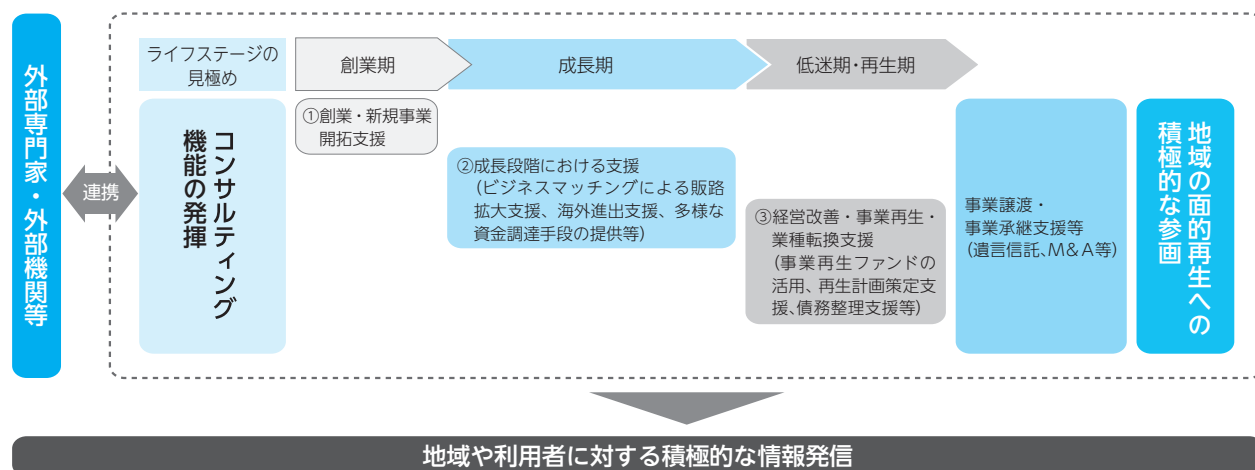 外部専門家・外部機関等
連携
ライフステージの
見極め
コンサルティング
機能の発揮
創業期
成長期
低迷期・再生期
①創業・新規事業
開拓支援
②成長段階における支援
(ビジネスマッチングによる販路
拡大支援、海外進出支援、多様な
資金調達手段の提供等)
③経営改善・事業再生・
業種転換支援
(事業再生ファンドの
活用、再生計画策定支
援、債務整理支援等)
事業譲渡・
事業承継支援等
(遺言信託、M&A等)
地域の面的再生への
積極的な参画
地域や利用者に対する積極的な情報発信